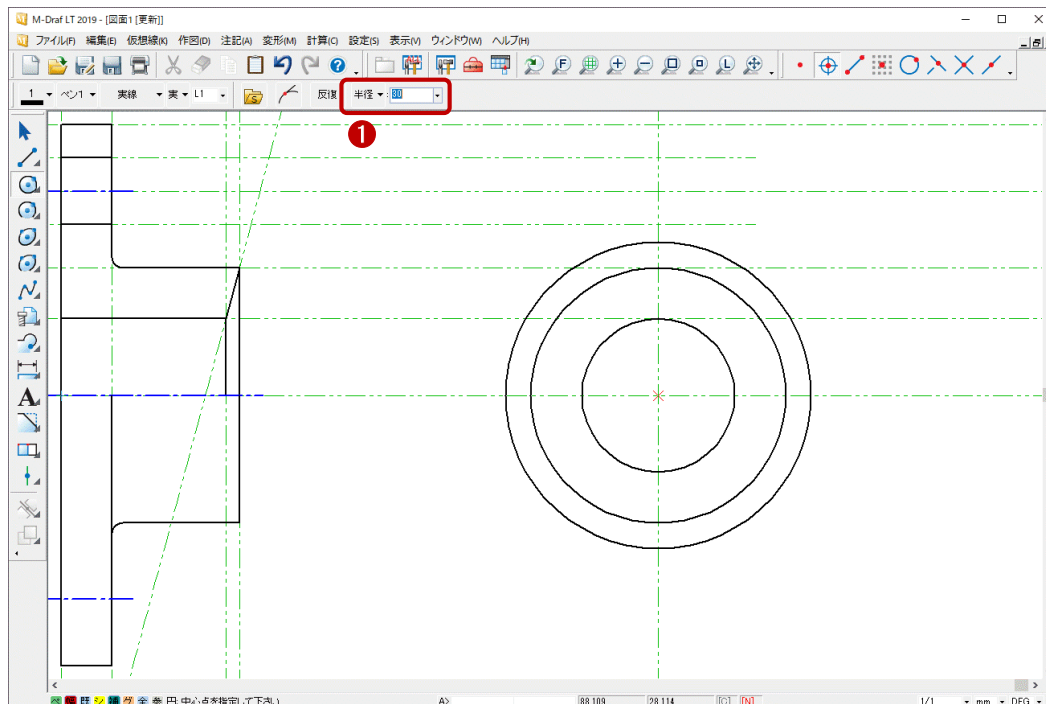 M-Draf LT 2019 - [図面1 [更新]]
ファイル(F) 編集(E) 仮想線(K) 作図(D) 注記(A) 変形(M) 計算(C) 設定(S) 表示(V) ウィンドウ(W) ヘルプ(H)
1 ペン1 実線 実 L1 反復 半径 : 80
1
A
円: 中心点を指定して下さい A> 88.109 28.114 [C] [N] 1/1 mm DEG